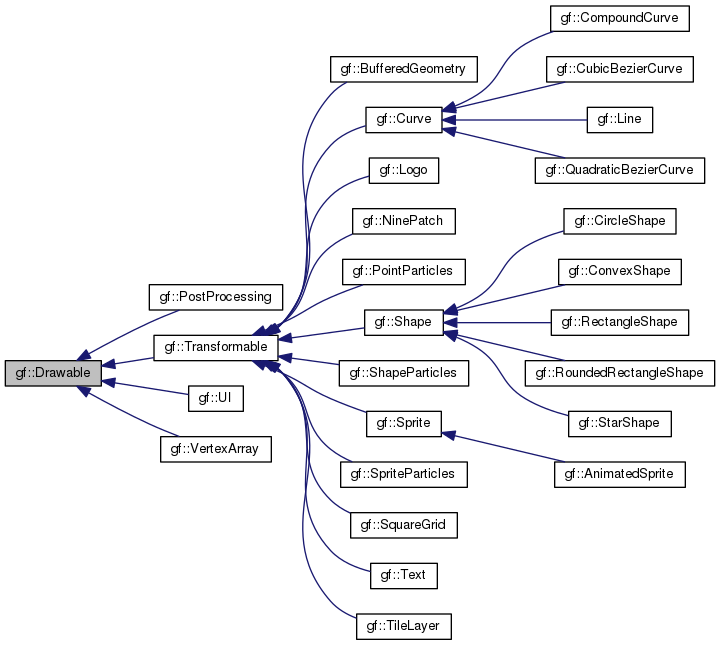 gf::CompoundCurve
gf::BufferedGeometry
gf::CubicBezierCurve
gf::Curve
gf::Line
gf::Logo
gf::QuadraticBezierCurve
gf::NinePatch
gf::CircleShape
gf::PointParticles
gf::ConvexShape
gf::PostProcessing
gf::Shape
gf::RectangleShape
gf::Transformable
gf::Drawable
gf::ShapeParticles
gf::RoundedRectangleShape
gf::UI
gf::Sprite
gf::StarShape
gf::VertexArray
gf::SpriteParticles
gf::AnimatedSprite
gf::SquareGrid
gf::Text
gf::TileLayer